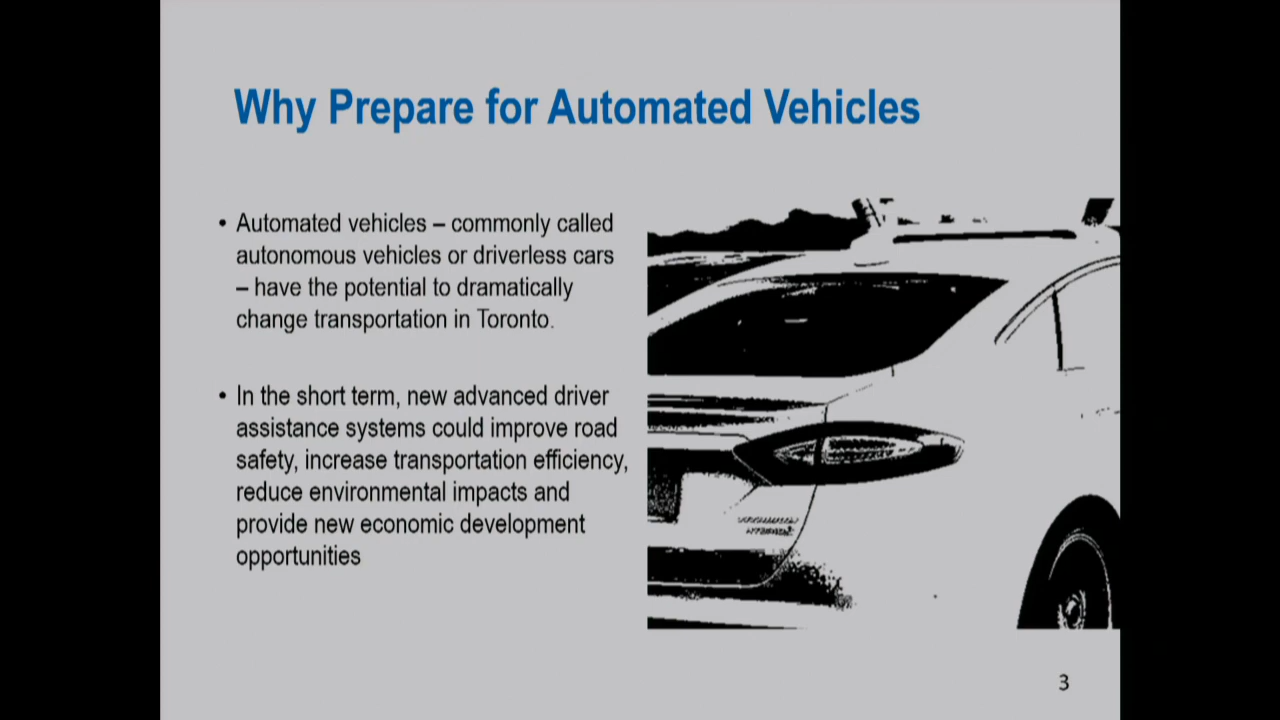 Why Prepare for Automated Vehicles
• Automated vehicles – commonly called
autonomous vehicles or driverless cars
– have the potential to dramatically
change transportation in Toronto.
• In the short term, new advanced driver
assistance systems could improve road
safety, increase transportation efficiency,
reduce environmental impacts and
provide new economic development
opportunities
3